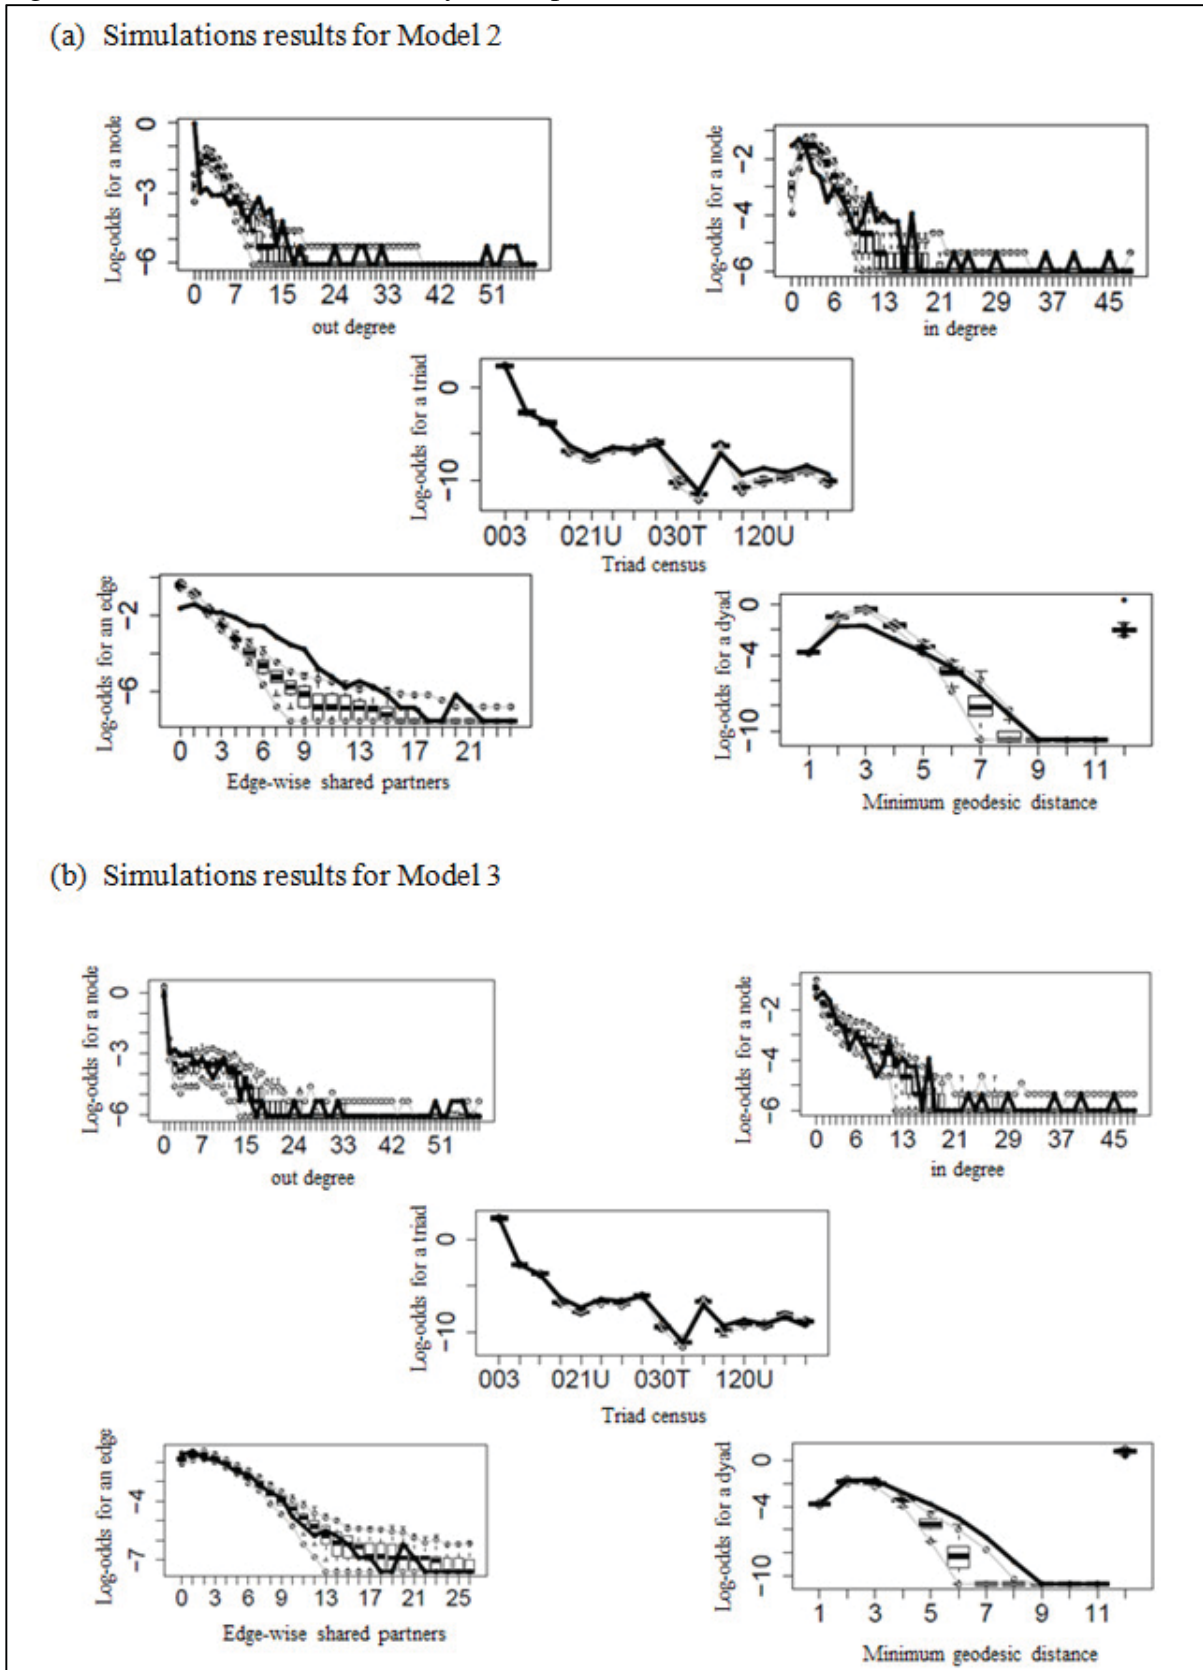 (a) Simulations results for Model 2
Log-odds for a node
0
−3
−6
0 7 15 24 33 42 51
out degree
Log-odds for a node
−2
−4
−6
0 6 13 21 29 37 45
in degree
Log-odds for a triad
0
−10
003 021U 030T 120U
Triad census
Log-odds for an edge
−2
−6
0 3 6 9 13 17 21
Edge-wise shared partners
Log-odds for a dyad
0
−4
−10
1 3 5 7 9 11
Minimum geodesic distance
(b) Simulations results for Model 3
Log-odds for a node
0
−3
−6
0 7 15 24 33 42 51
out degree
Log-odds for a node
−2
−4
−6
0 6 13 21 29 37 45
in degree
Log-odds for a triad
0
−10
003 021U 030T 120U
Triad census
Log-odds for an edge
−4
−7
0 3 6 9 13 17 21 25
Edge-wise shared partners
Log-odds for a dyad
0
−4
−10
1 3 5 7 9 11
Minimum geodesic distance